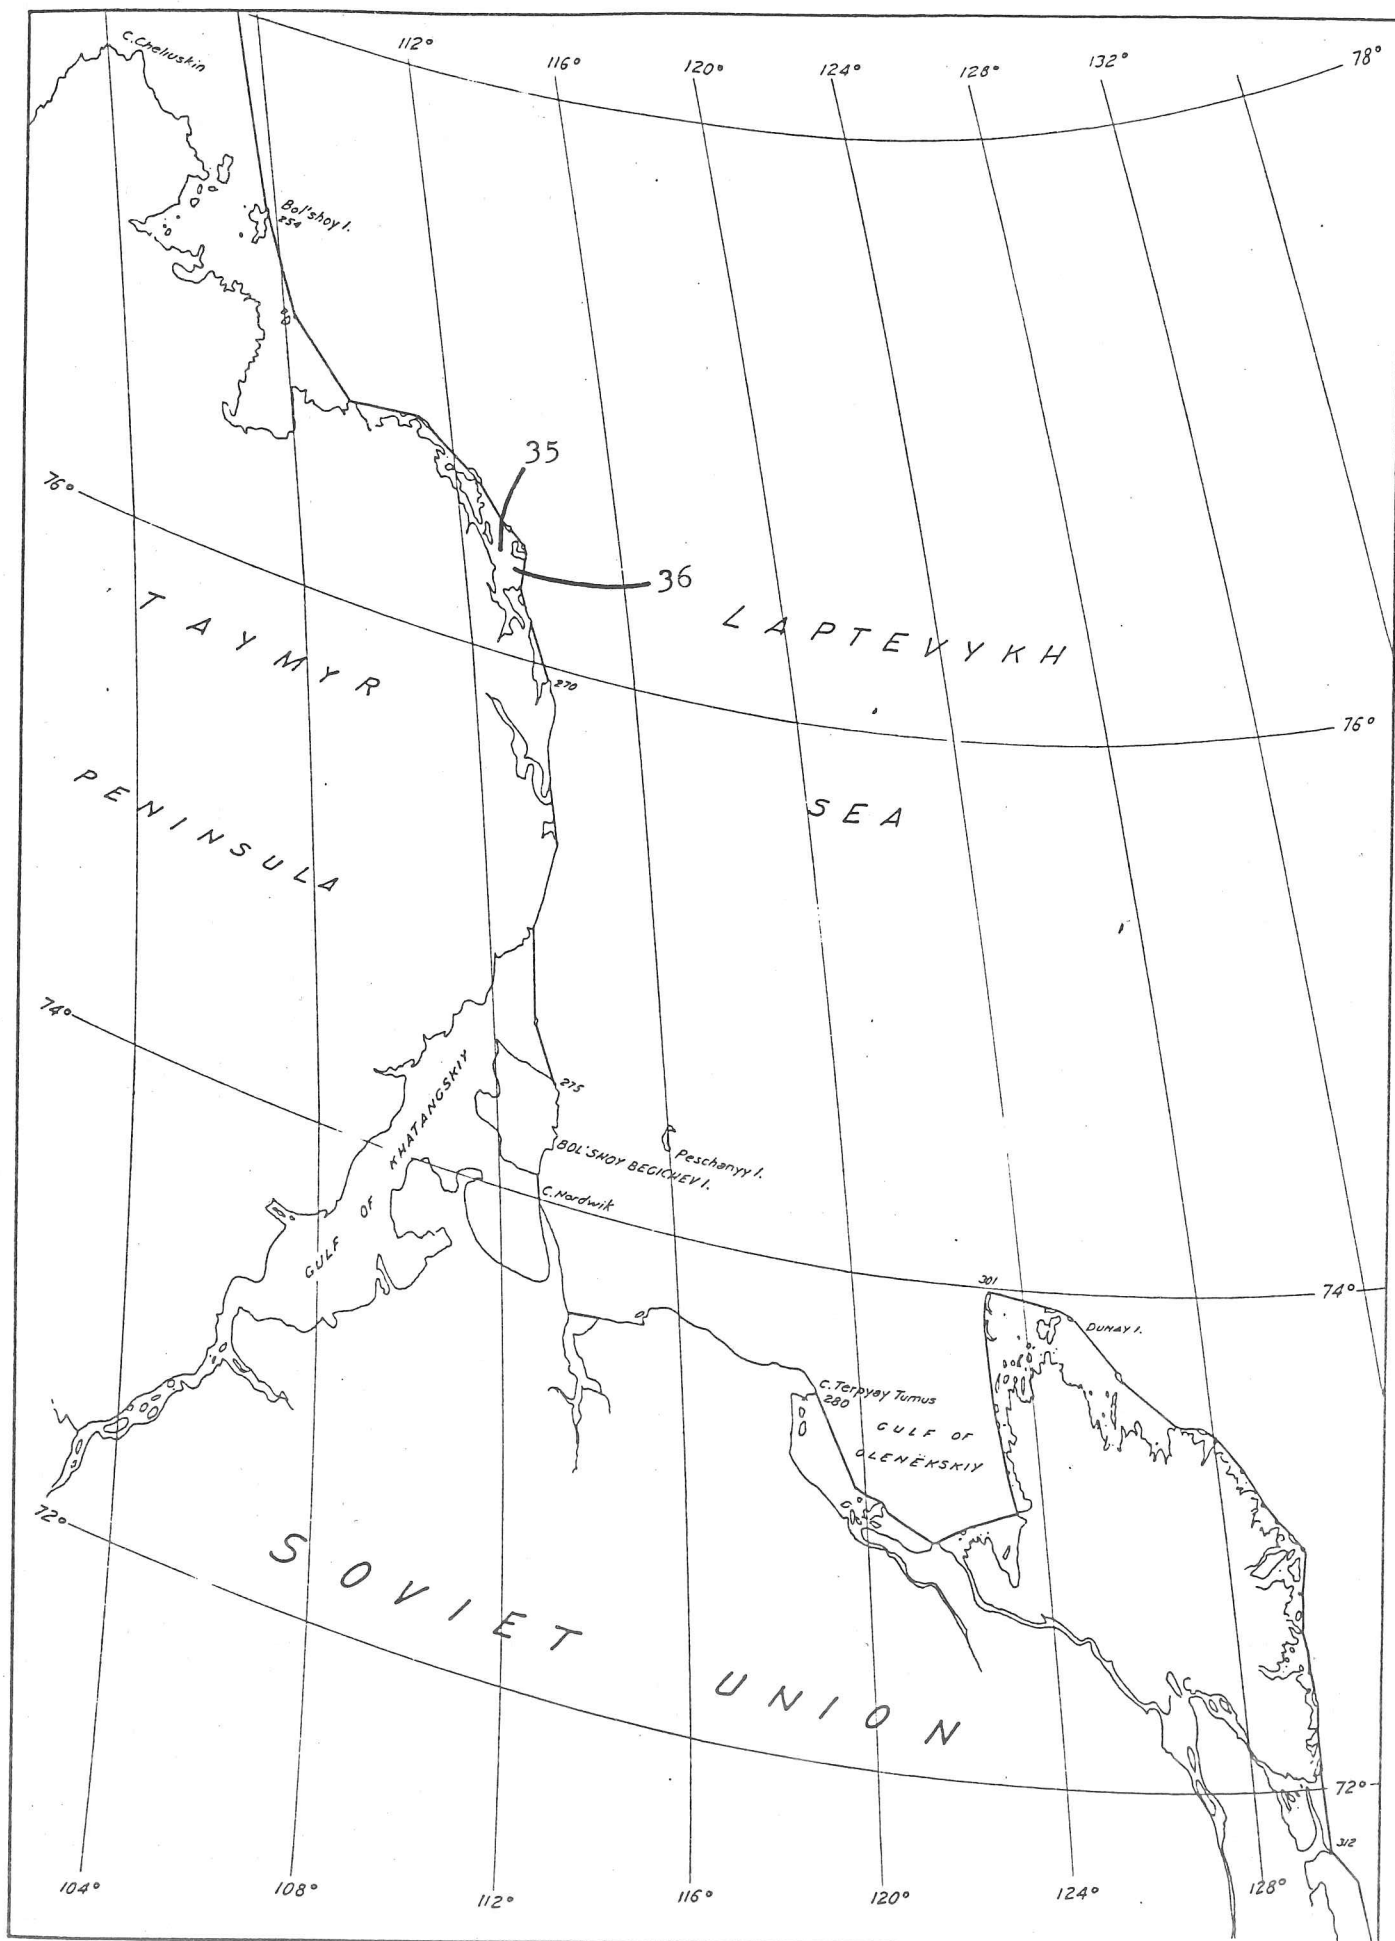 C. Cheliuskin
112°
116°
120°
124°
128°
132°
78°
Bol'shoy I.
254
35
36
76°
TAYMYR
PENINSULA
LAPTEVYKH
SEA
270
76°
74°
GULF OF KHATANGSKIY
275
BOL'SHOY BEGICHEV I.
Peschanyy I.
C. Nordwik
301
74°
DUNAY I.
C. Terpyay Tumus
280
GULF OF
OLENËKSKIY
72°
SOVIET UNION
72°
312
104°
108°
112°
116°
120°
124°
128°